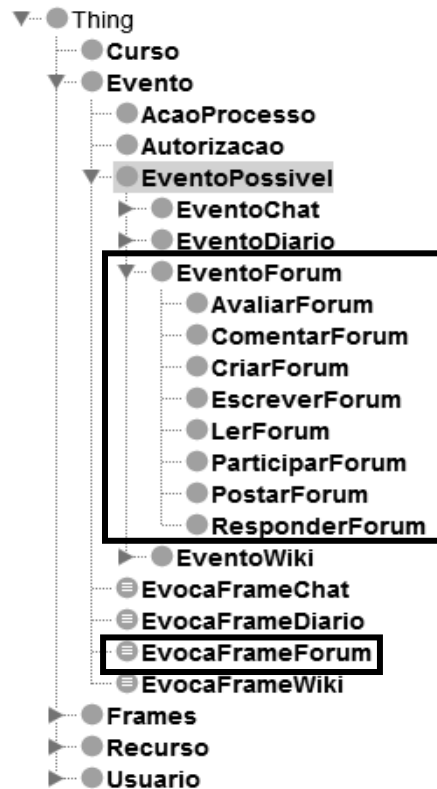 Thing
Curso
Evento
AcaoProcesso
Autorizacao
EventoPossivel
EventoChat
EventoDiario
EventoForum
AvaliarForum
ComentarForum
CriarForum
EscreverForum
LerForum
ParticiparForum
PostarForum
ResponderForum
EventoWiki
EvocaFrameChat
EvocaFrameDiario
EvocaFrameForum
EvocaFrameWiki
Frames
Recurso
Usuario